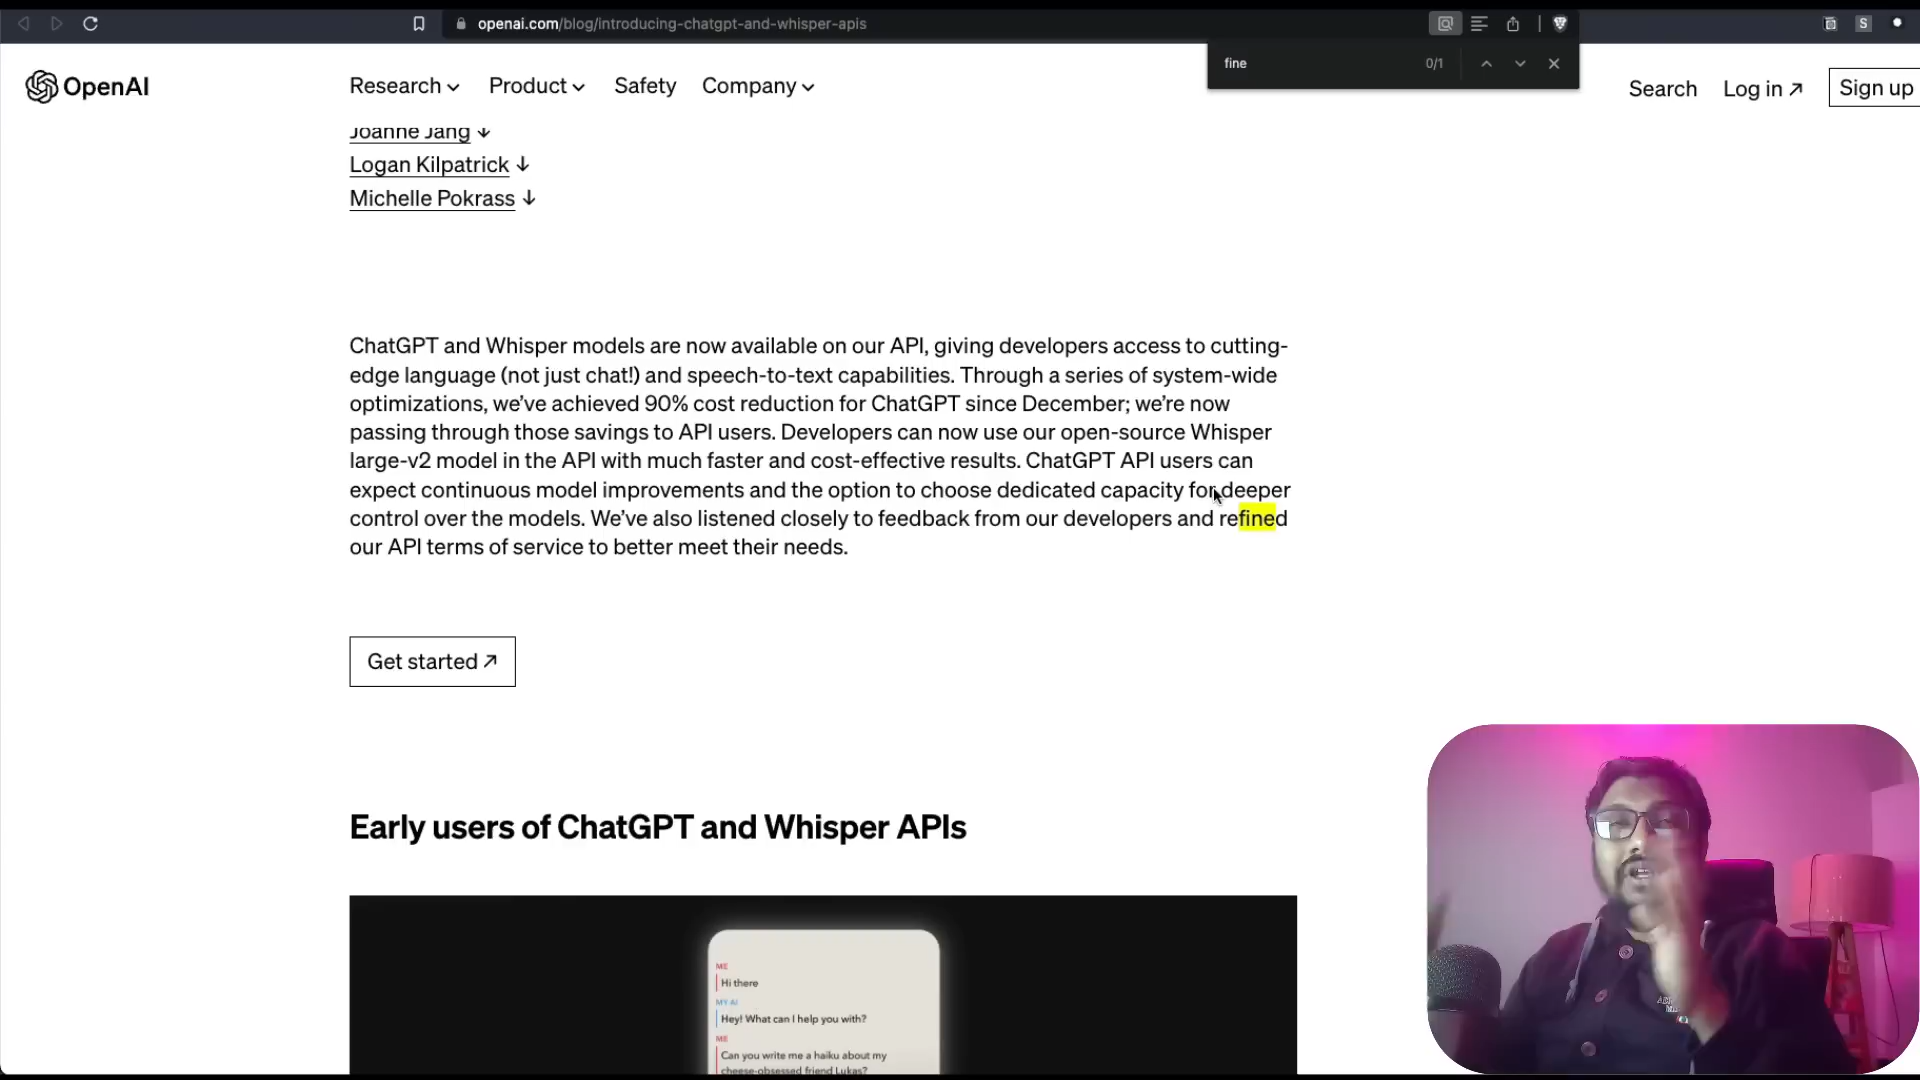 openai.com/blog/introducing-chatgpt-and-whisper-apis
S
fine
0/1
OpenAI
Research
Product
Safety
Company
Search
Log in ↗
Sign up
Joanne Jang ↓
Logan Kilpatrick ↓
Michelle Pokrass ↓
ChatGPT and Whisper models are now available on our API, giving developers access to cutting-
edge language (not just chat!) and speech-to-text capabilities. Through a series of system-wide
optimizations, we’ve achieved 90% cost reduction for ChatGPT since December; we’re now
passing through those savings to API users. Developers can now use our open-source Whisper
large-v2 model in the API with much faster and cost-effective results. ChatGPT API users can
expect continuous model improvements and the option to choose dedicated capacity for deeper
control over the models. We’ve also listened closely to feedback from our developers and refined
our API terms of service to better meet their needs.
Get started ↗
Early users of ChatGPT and Whisper APIs
ME
Hi there
MY AI
Hey! What can I help you with?
ME
Can you write me a haiku about my
cheese-obsessed friend Lukas?